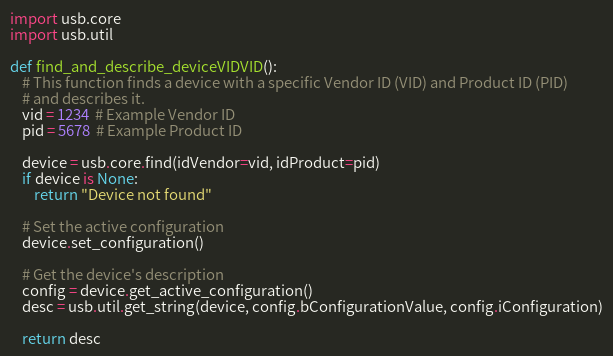 import usb.core
import usb.util
def find_and_describe_deviceVIDVID():
# This function finds a device with a specific Vendor ID (VID) and Product ID (PID)
# and describes it.
vid = 1234 # Example Vendor ID
pid = 5678 # Example Product ID
device = usb.core.find(idVendor=vid, idProduct=pid)
if device is None:
return "Device not found"
# Set the active configuration
device.set_configuration()
# Get the device's description
config = device.get_active_configuration()
desc = usb.util.get_string(device, config.bConfigurationValue, config.iConfiguration)
return desc